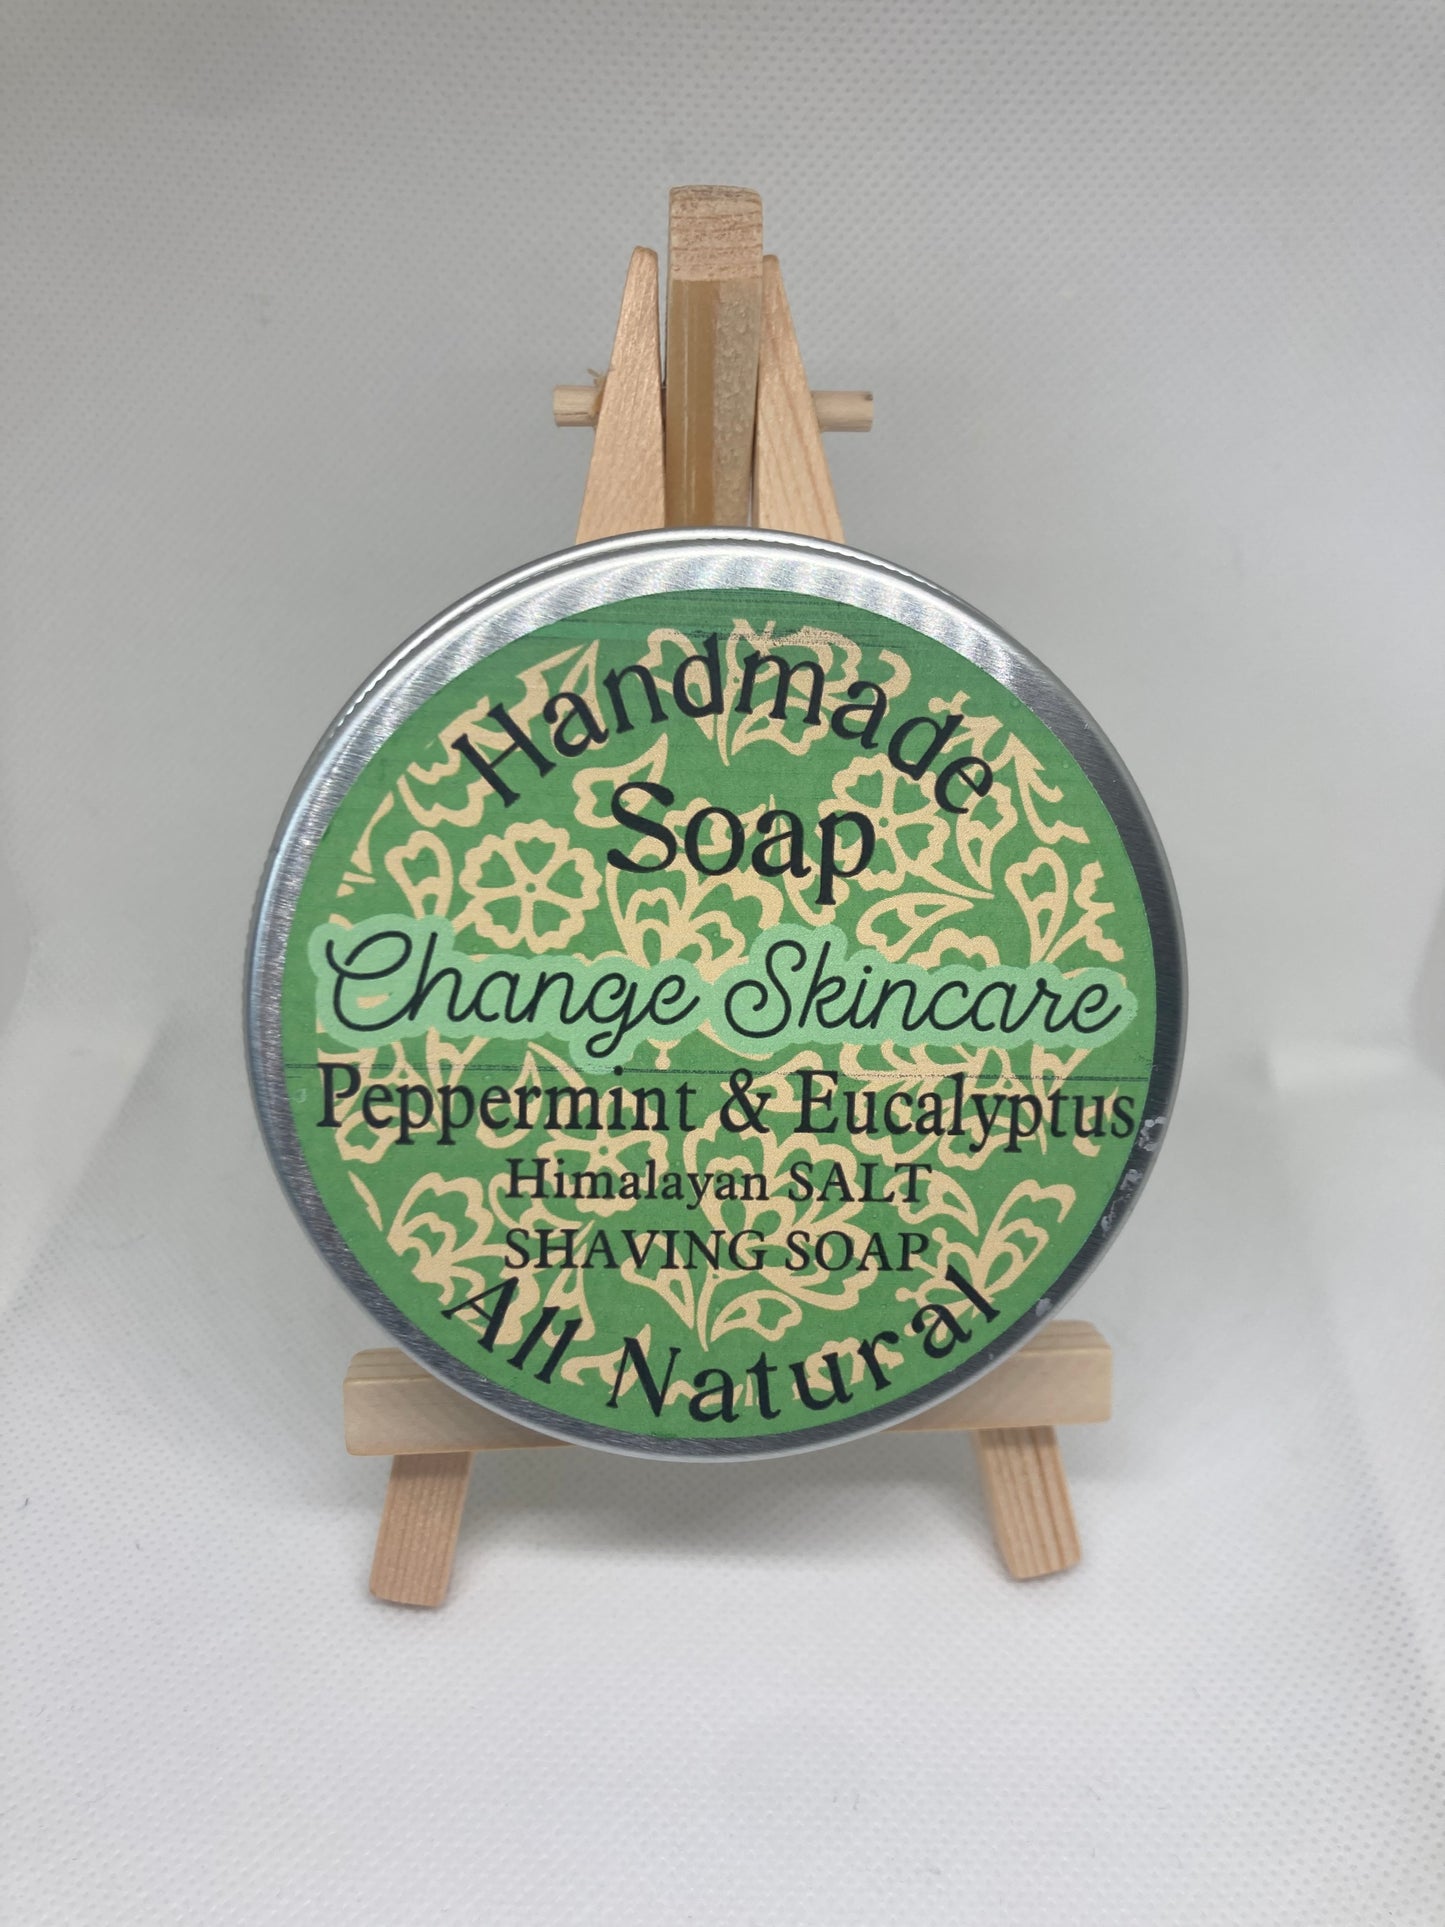 Handmade
Soap
Change Skincare
Peppermint & Eucalyptus
Himalayan SALT
SHAVING SOAP
All Natural